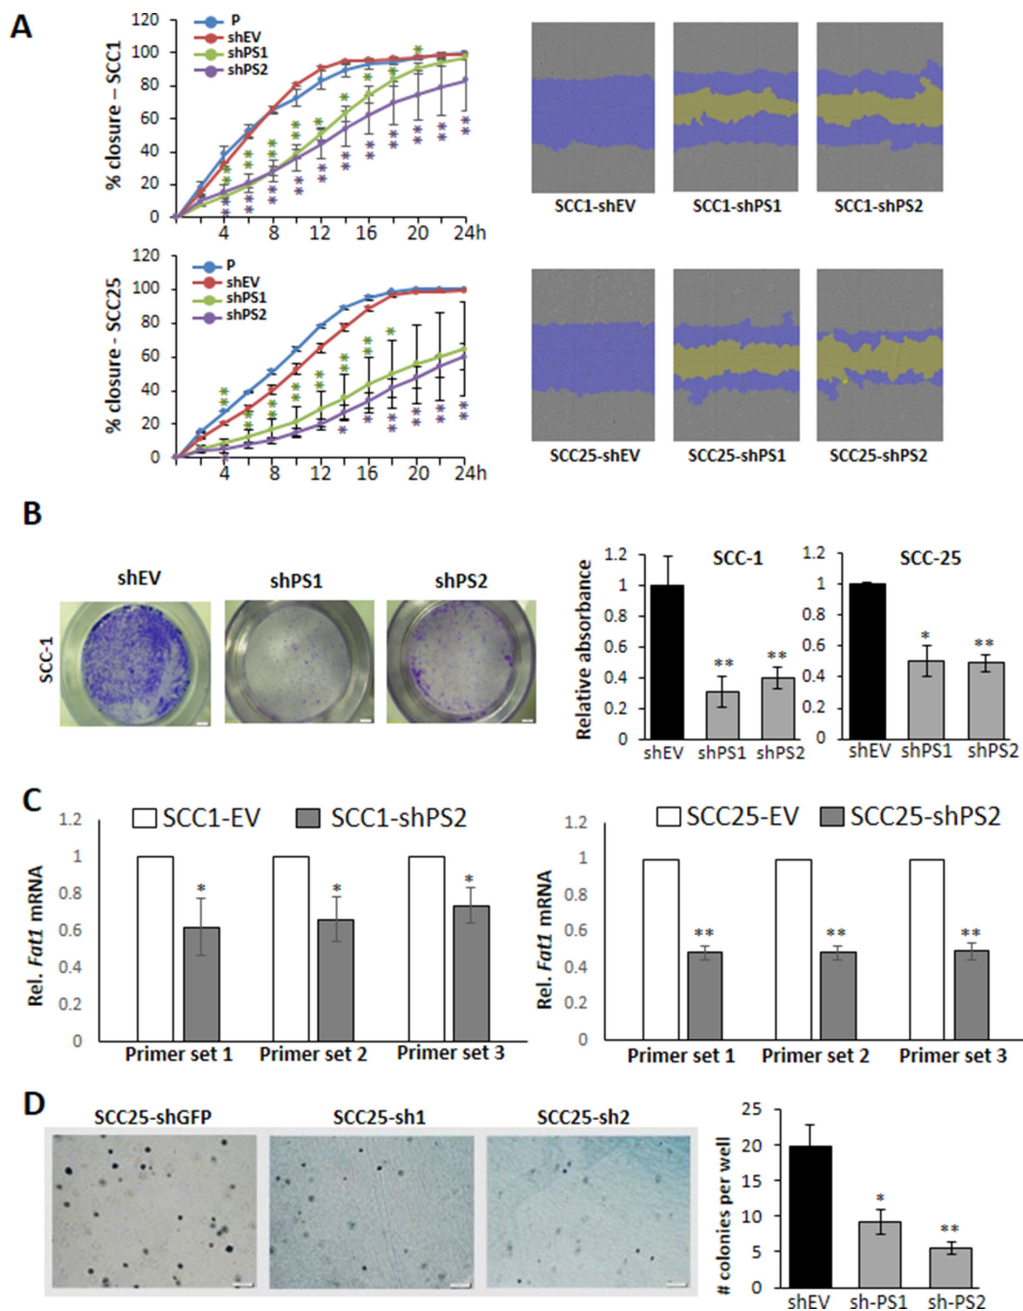 A
% closure – SCC1
120
100
80
60
40
20
0
P
shEV
shPS1
shPS2
* * * * * * * * * * * * * *
** ** ** ** ** ** ** ** ** ** **
4 8 12 16 20 24h
SCC1-shEV SCC1-shPS1 SCC1-shPS2
% closure - SCC25
120
100
80
60
40
20
0
P
shEV
shPS1
shPS2
4 8 12 16 20 24h
SCC25-shEV SCC25-shPS1 SCC25-shPS2
B
shEV shPS1 shPS2
SCC-1
Relative absorbance
SCC-1
1.2
1
0.8
0.6
0.4
0.2
0
** **
shEV shPS1 shPS2
SCC-25
1.2
1
0.8
0.6
0.4
0.2
0
* **
shEV shPS1 shPS2
C
SCC1-EV SCC1-shPS2
Rel. Fat1 mRNA
1.2
1
0.8
0.6
0.4
0.2
0
* * *
Primer set 1 Primer set 2 Primer set 3
SCC25-EV SCC25-shPS2
Rel. Fat1 mRNA
1.2
1
0.8
0.6
0.4
0.2
0
** ** **
Primer set 1 Primer set 2 Primer set 3
D
SCC25-shGFP SCC25-sh1 SCC25-sh2
# colonies per well
25
20
15
10
5
0
* **
shEV sh-PS1 sh-PS2